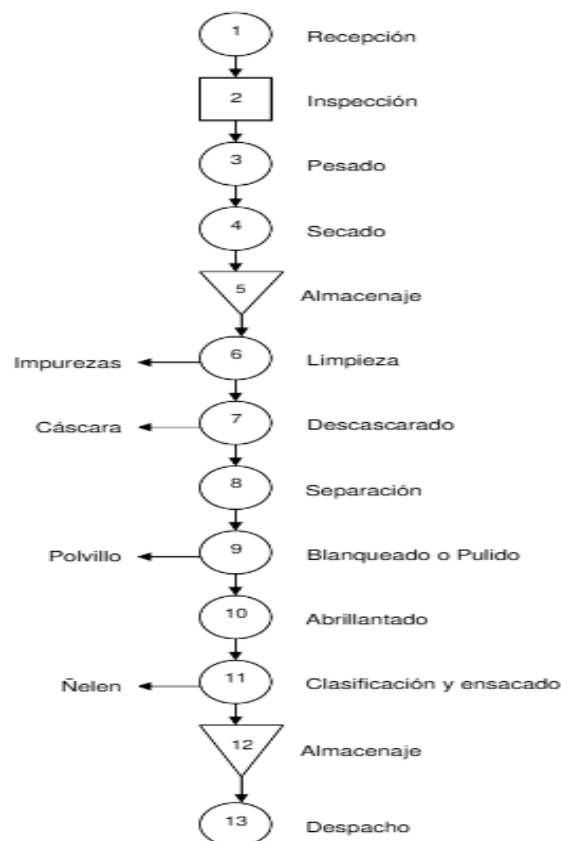 1 Recepción
2 Inspección
3 Pesado
4 Secado
5 Almacenaje
Impurezas 6 Limpieza
Cáscara 7 Descascarado
8 Separación
Polvillo 9 Blanqueado o Pulido
10 Abrillantado
Ñelen 11 Clasificación y ensacado
12 Almacenaje
13 Despacho